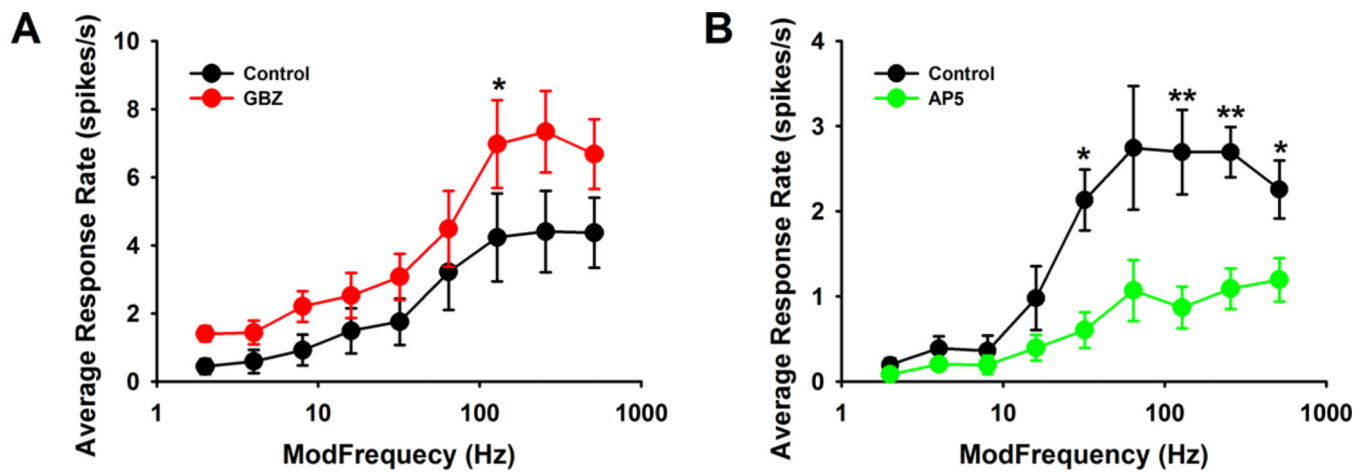 A
Average Response Rate (spikes/s)
10
8
6
4
2
0
Control
GBZ
*
1
10
100
1000
ModFrequecy (Hz)
B
Average Response Rate (spikes/s)
4
3
2
1
0
Control
AP5
*
**
**
*
1
10
100
1000
ModFrequency (Hz)